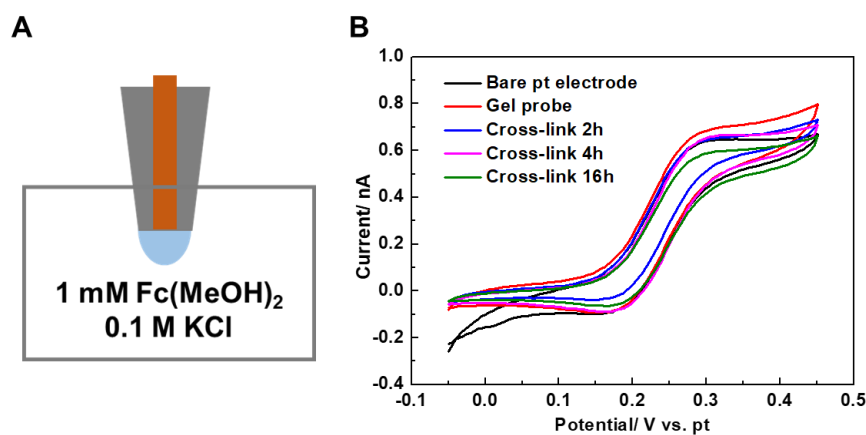 A
1 mM Fc(MeOH)2
0.1 M KCl
B
Current/ nA
1.0
0.8
0.6
0.4
0.2
0.0
-0.2
-0.4
Bare pt electrode
Gel probe
Cross-link 2h
Cross-link 4h
Cross-link 16h
-0.1 0.0 0.1 0.2 0.3 0.4 0.5
Potential/ V vs. pt